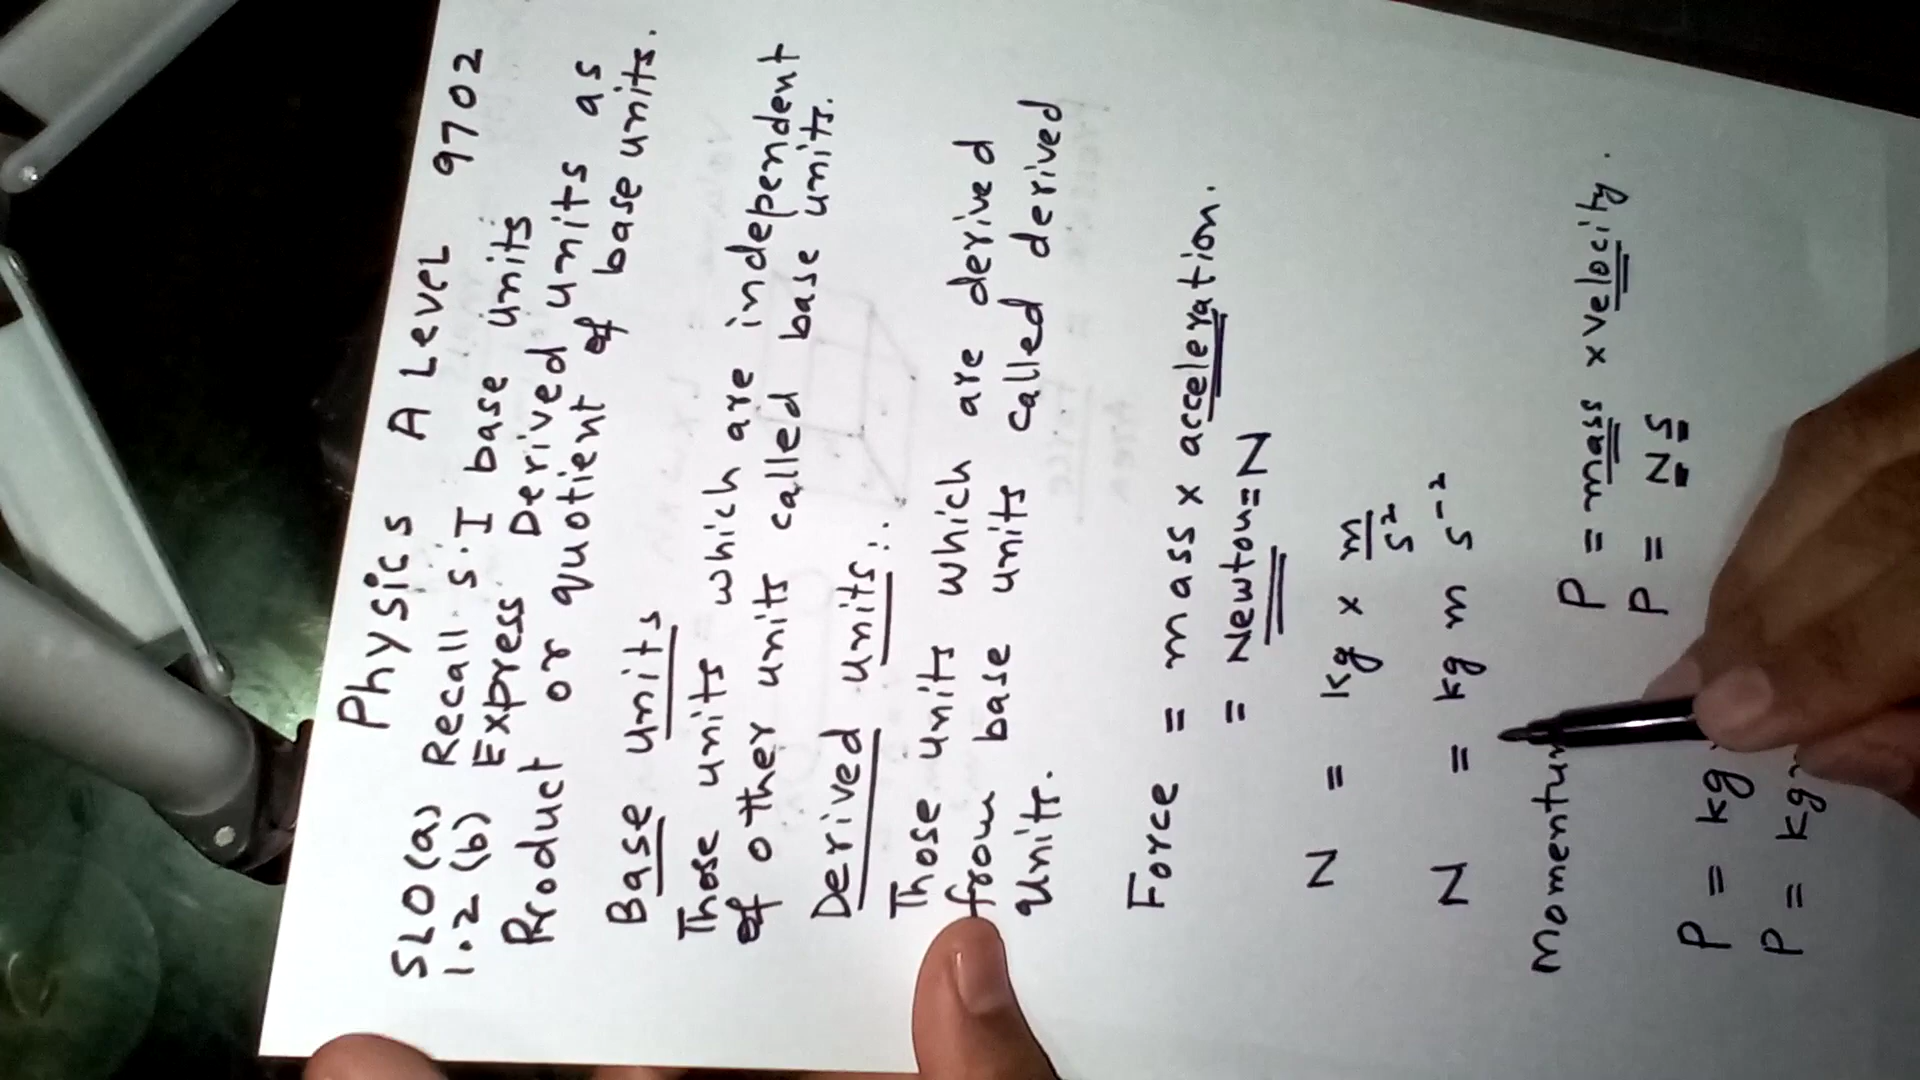 Physics A Level 9702
SLO(a) Recall S.I base units
1.2 (b) Express Derived units as
Product or quotient of base units.
Base units
Those units which are independent
of other units called base units.
Derived units:.
Those units which are derived
from base units called derived
units.
Force = mass x acceleration.
= Newton = N
N = kg x m/s²
N = kg m s⁻²
Momentum P = mass x velocity.
P = N s
P = kg
P = kg